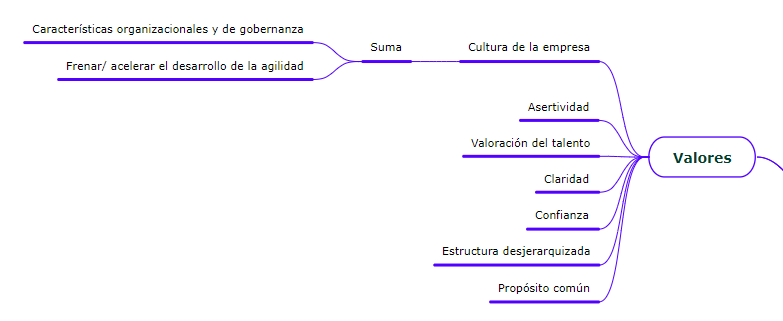 Características organizacionales y de gobernanza
Frenar/ acelerar el desarrollo de la agilidad
Suma
Cultura de la empresa
Asertividad
Valoración del talento
Claridad
Confianza
Estructura desjerarquizada
Propósito común
Valores